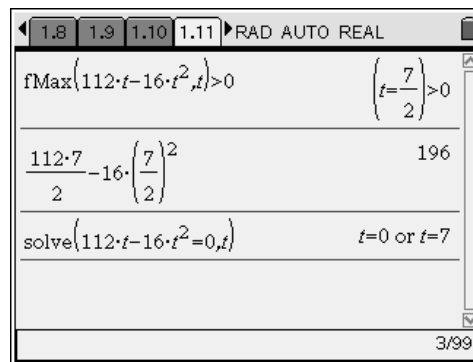 1.8 1.9 1.10 1.11 RAD AUTO REAL
fMax(112·t−16·t²,t)>0
(t=7/2)>0
112·7/2−16·(7/2)²
196
solve(112·t−16·t²=0,t)
t=0 or t=7
3/99